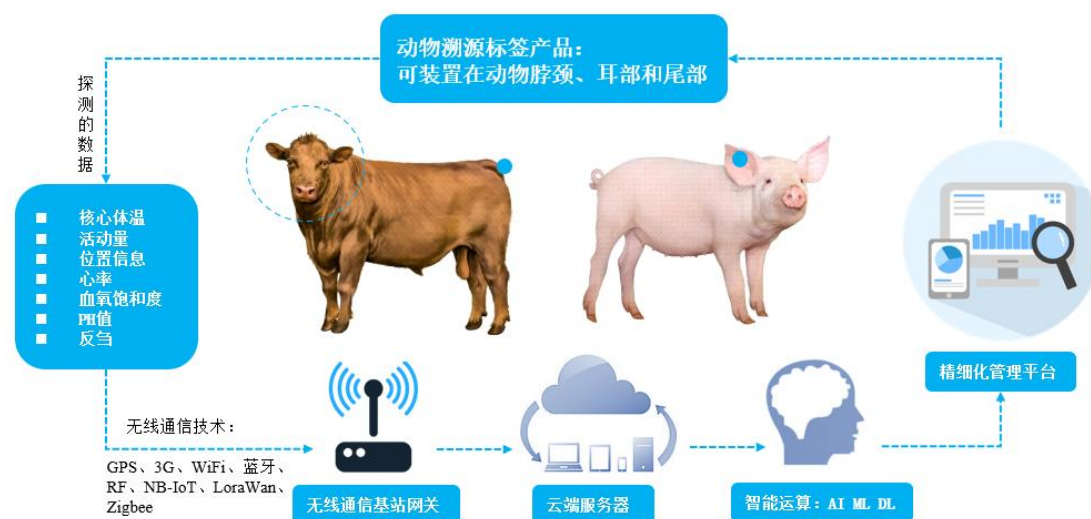 动物溯源标签产品：
可装置在动物脖颈、耳部和尾部
探测的数据
核心体温
活动量
位置信息
心率
血氧饱和度
PH值
反刍
无线通信技术：
GPS、3G、WiFi、蓝牙、
RF、NB-IoT、LoraWan、
Zigbee
无线通信基站网关
云端服务器
智能运算：AI ML DL
精细化管理平台